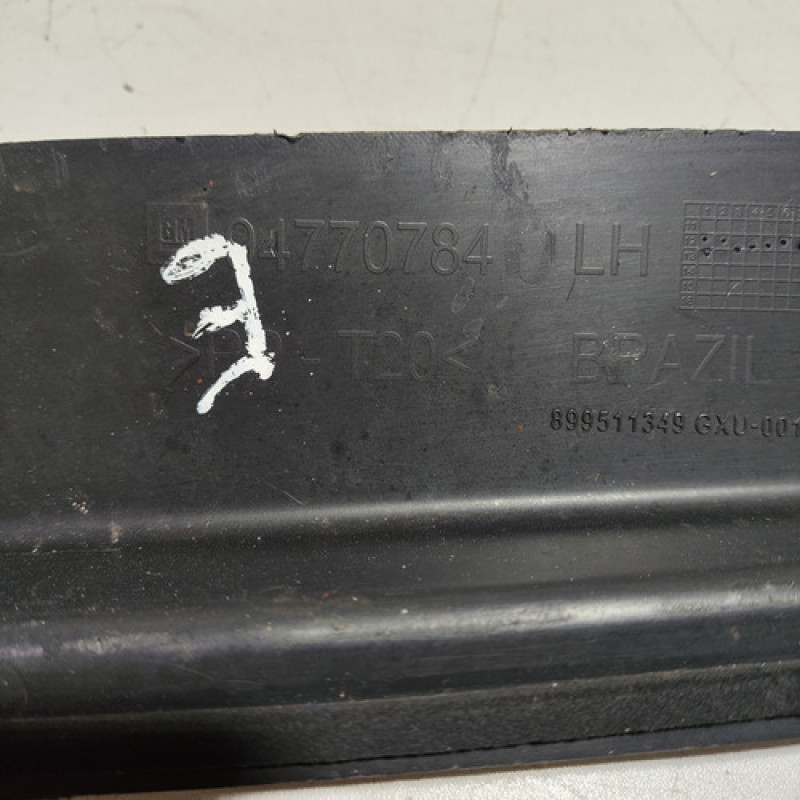 GM 94770784 LH
>PP - T20<
BRAZIL
899511349 GXU-001
E